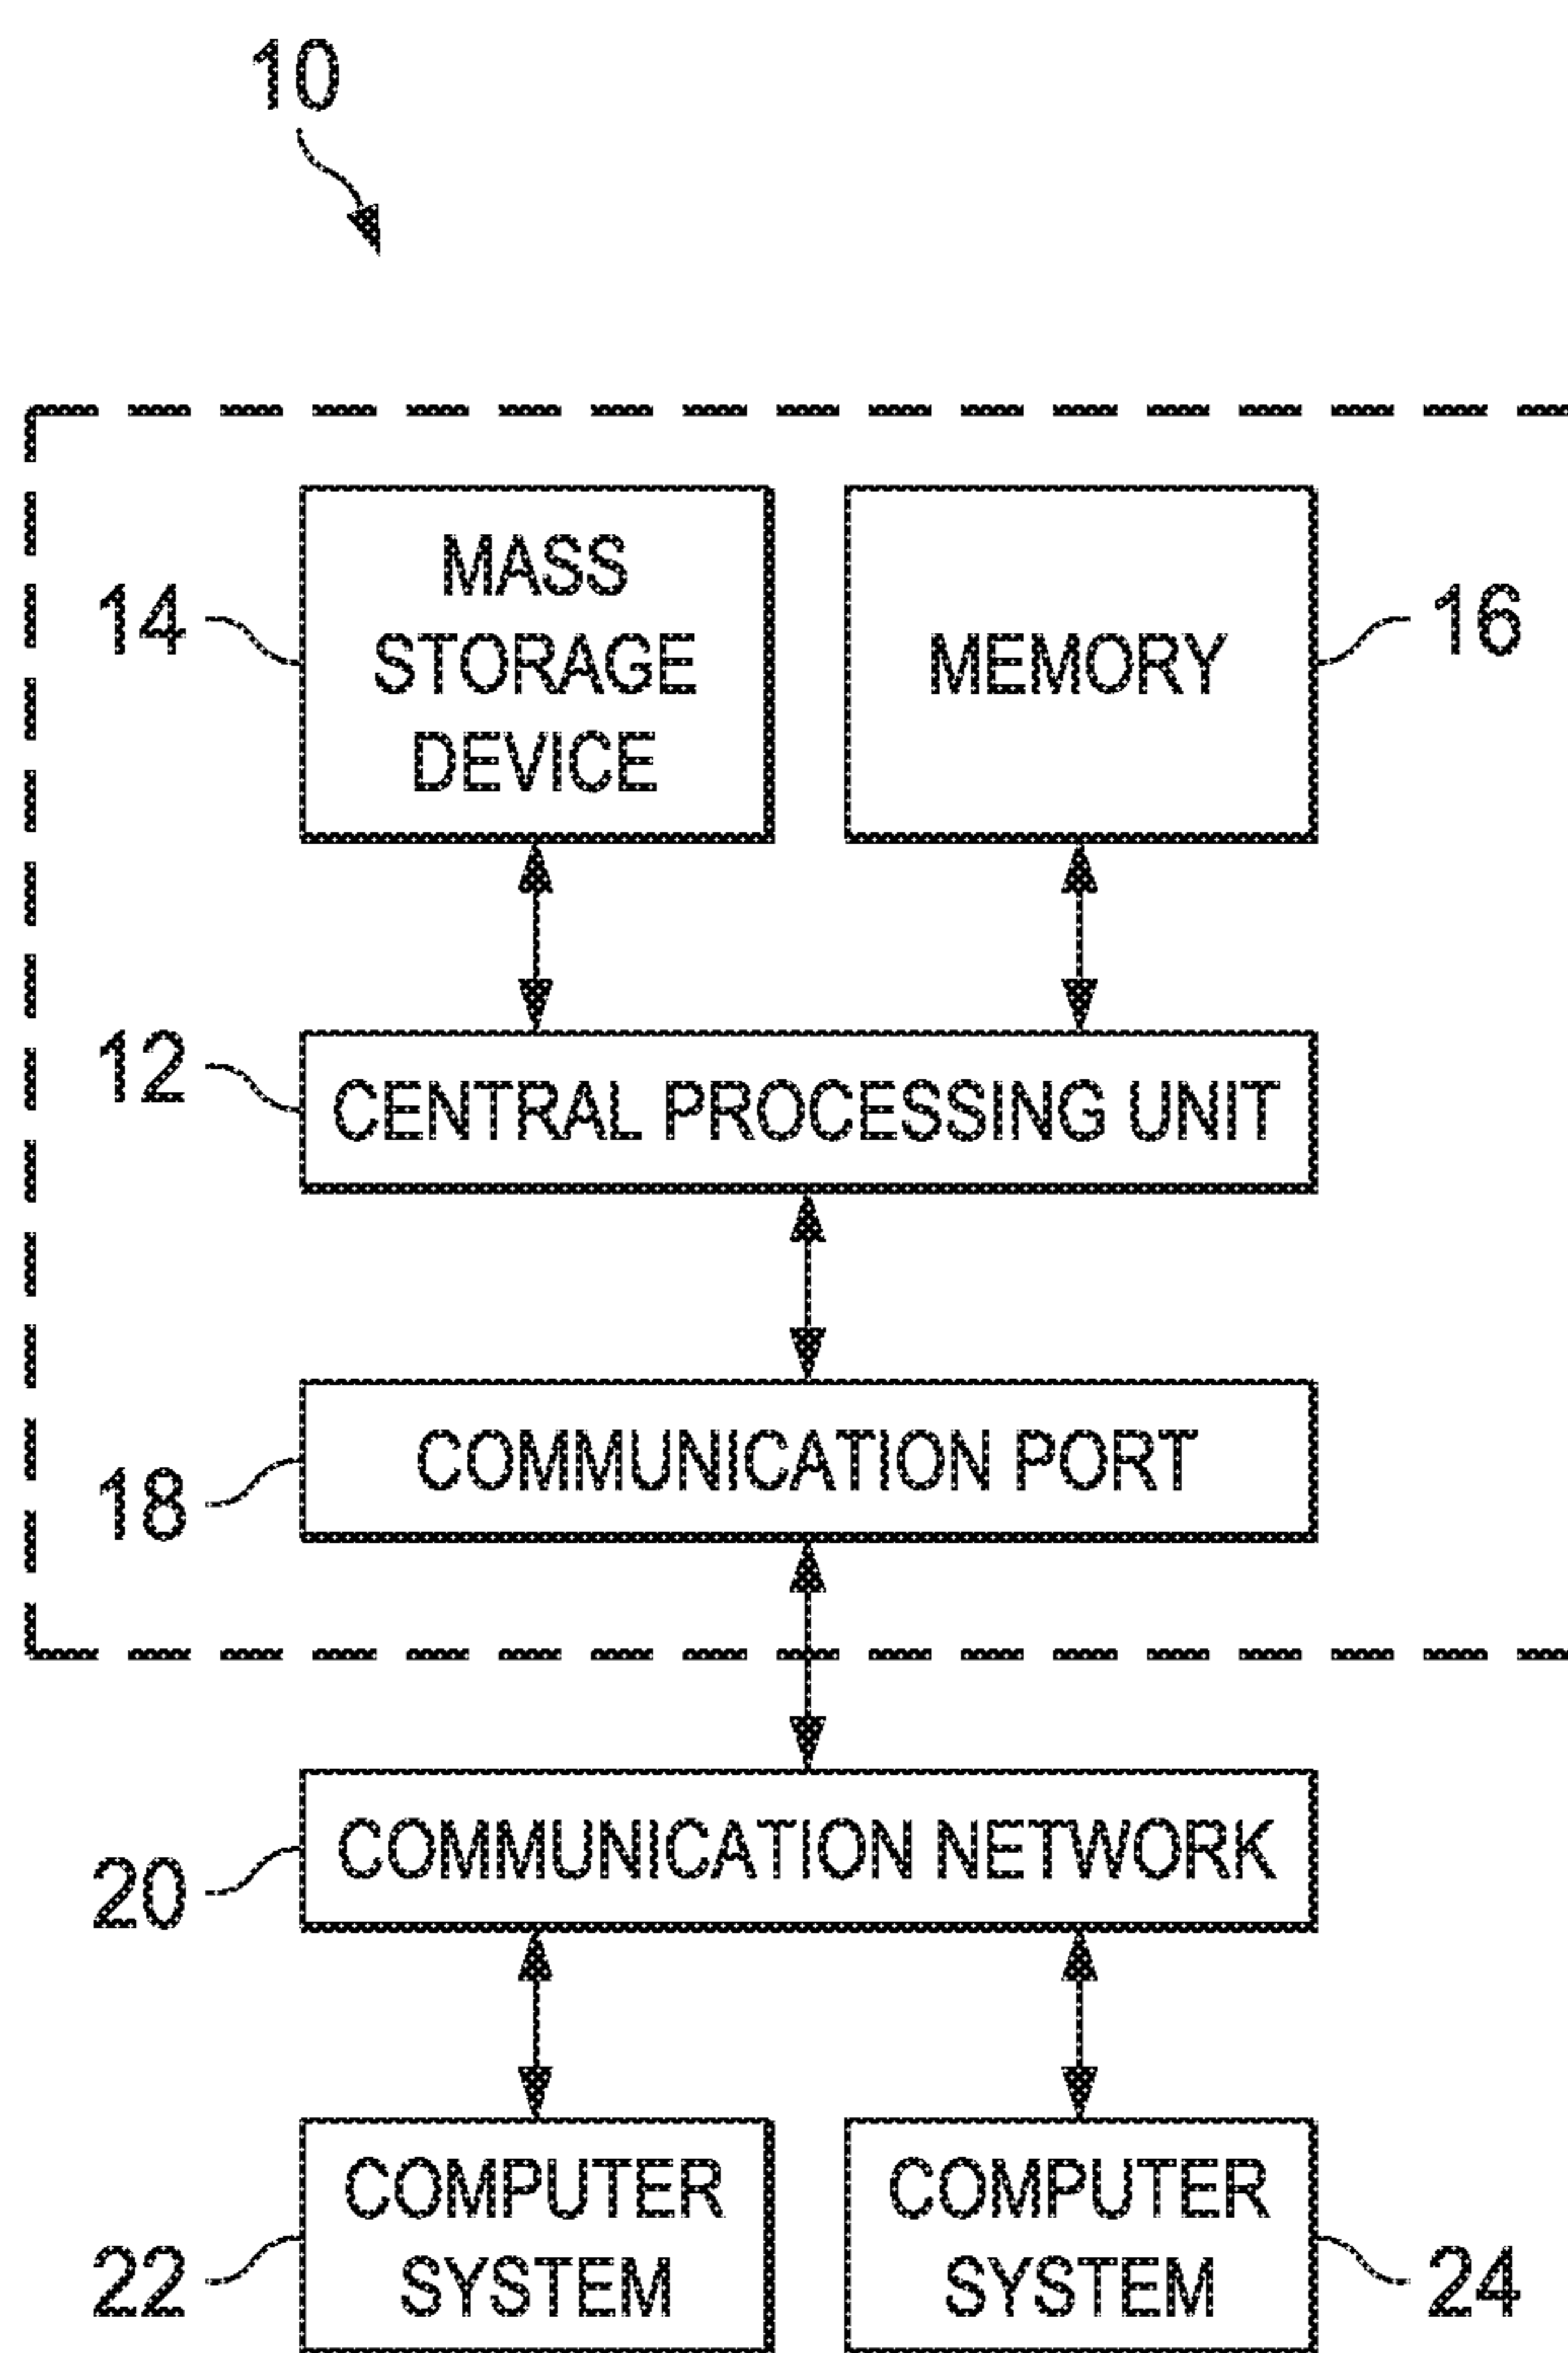 10
MASS
STORAGE
DEVICE
14
MEMORY
16
12
CENTRAL PROCESSING UNIT
18
COMMUNICATION PORT
20
COMMUNICATION NETWORK
22
COMPUTER
SYSTEM
COMPUTER
SYSTEM
24